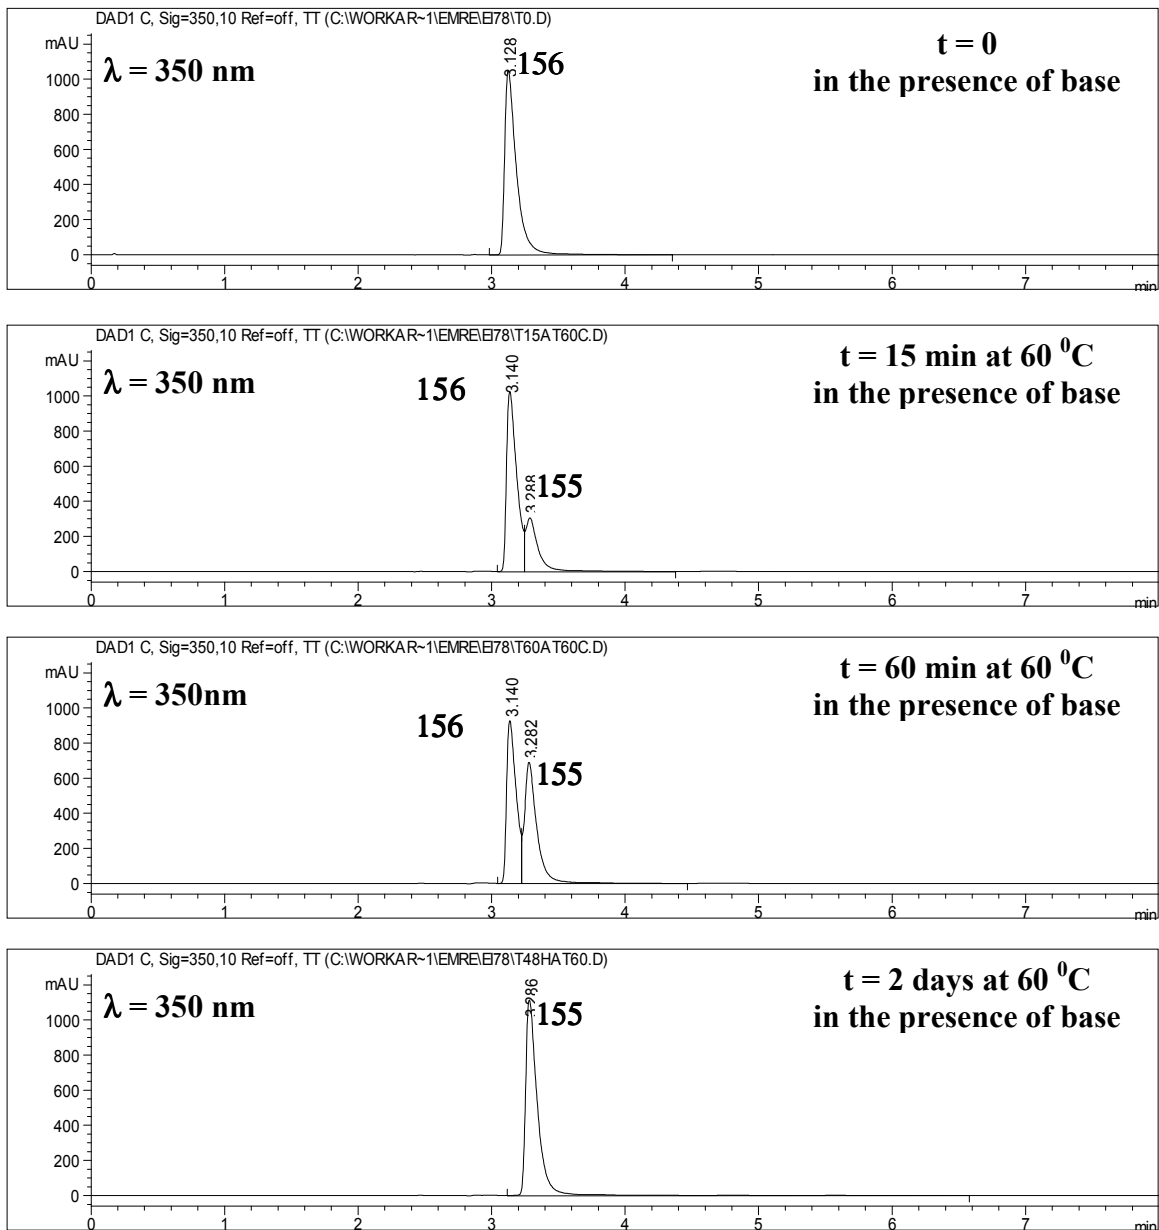 DAD1 C, Sig=350,10 Ref=off, TT (C:\WORKAR~1\EMRE\EI78\T0.D)
mAU
λ = 350 nm
3.128
156
t = 0
in the presence of base
1000
800
600
400
200
0
0 1 2 3 4 5 6 7 min
DAD1 C, Sig=350,10 Ref=off, TT (C:\WORKAR~1\EMRE\EI78\T15AT60C.D)
mAU
λ = 350 nm
156
3.140
3.288
155
t = 15 min at 60 ⁰C
in the presence of base
1000
800
600
400
200
0
0 1 2 3 4 5 6 7 min
DAD1 C, Sig=350,10 Ref=off, TT (C:\WORKAR~1\EMRE\EI78\T60AT60C.D)
mAU
λ = 350nm
156
3.140
3.282
155
t = 60 min at 60 ⁰C
in the presence of base
1000
800
600
400
200
0
0 1 2 3 4 5 6 7 min
DAD1 C, Sig=350,10 Ref=off, TT (C:\WORKAR~1\EMRE\EI78\T48HAT60.D)
mAU
λ = 350 nm
3.286
155
t = 2 days at 60 ⁰C
in the presence of base
1000
800
600
400
200
0
0 1 2 3 4 5 6 7 min